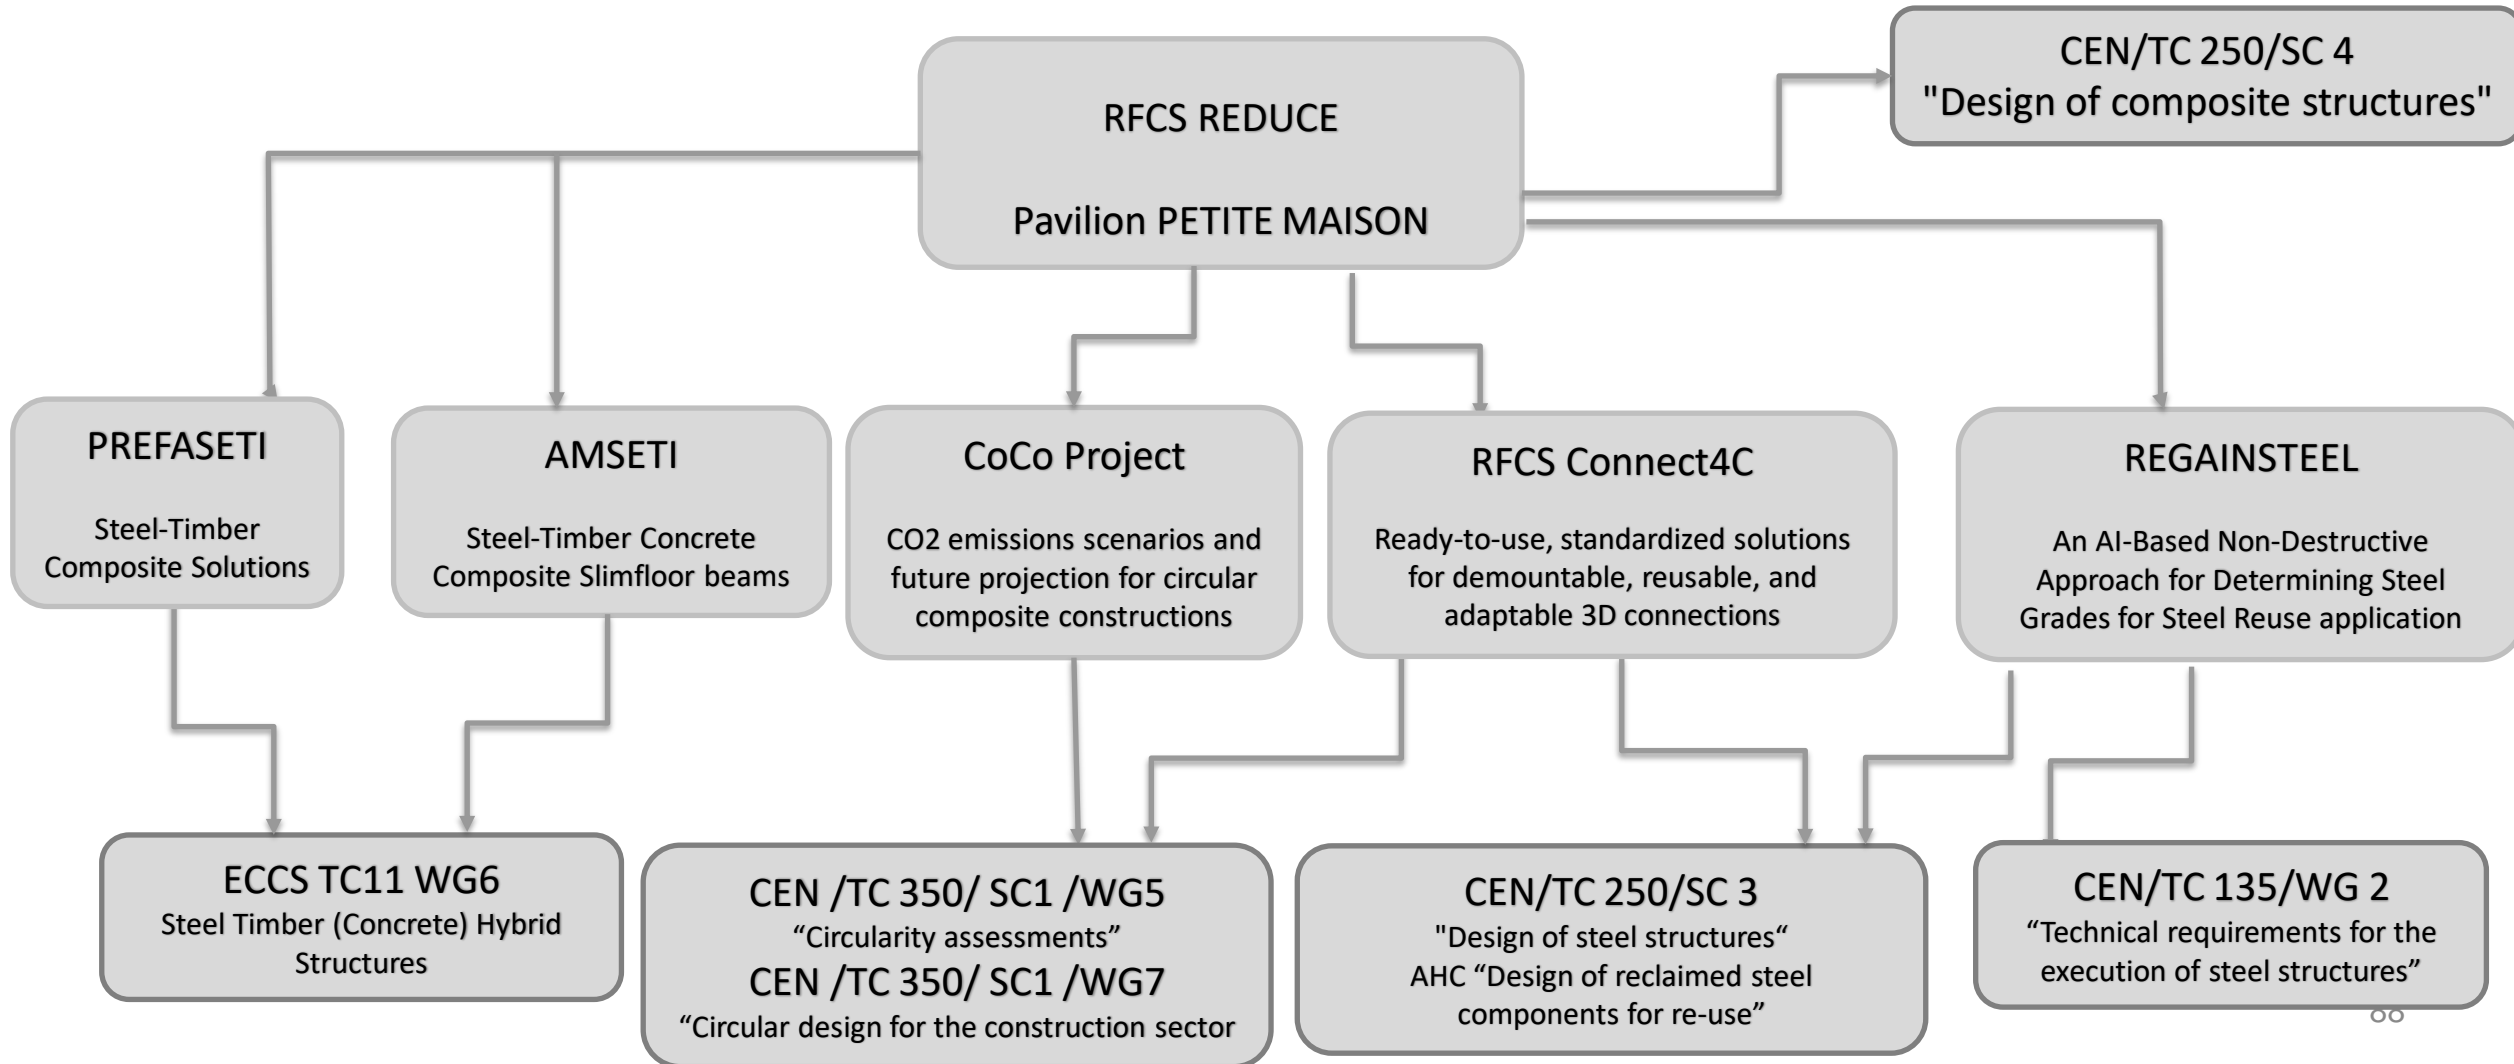 CEN/TC 250/SC 4
"Design of composite structures"
RFCS REDUCE
Pavilion PETITE MAISON
PREFASETI
Steel-Timber
Composite Solutions
AMSETI
Steel-Timber Concrete
Composite Slimfloor beams
CoCo Project
CO2 emissions scenarios and
future projection for circular
composite constructions
RFCS Connect4C
Ready-to-use, standardized solutions
for demountable, reusable, and
adaptable 3D connections
REGAINSTEEL
An AI-Based Non-Destructive
Approach for Determining Steel
Grades for Steel Reuse application
ECCS TC11 WG6
Steel Timber (Concrete) Hybrid
Structures
CEN /TC 350/ SC1 /WG5
“Circularity assessments”
CEN /TC 350/ SC1 /WG7
“Circular design for the construction sector
CEN/TC 250/SC 3
"Design of steel structures“
AHC “Design of reclaimed steel
components for re-use”
CEN/TC 135/WG 2
“Technical requirements for the
execution of steel structures”